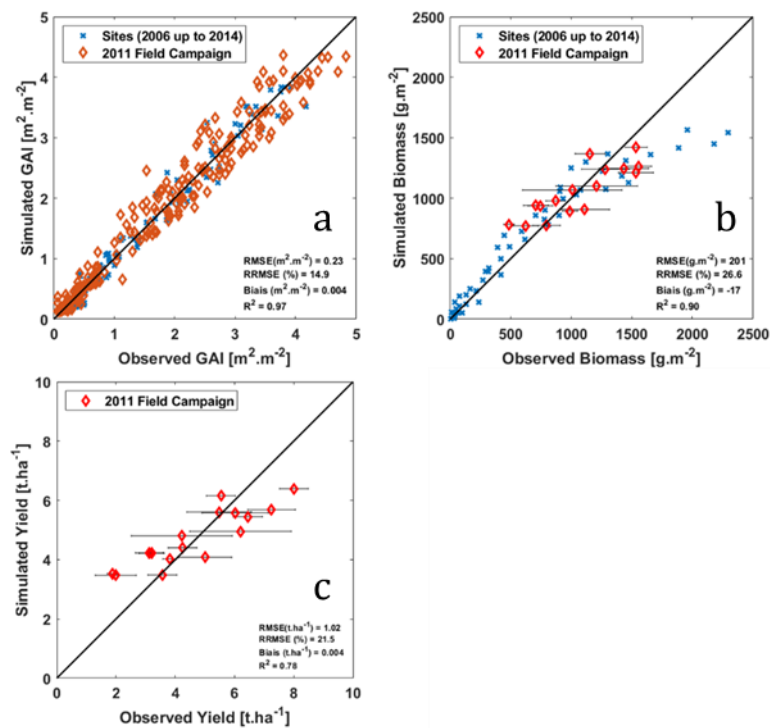 5
4
3
2
1
0
0 1 2 3 4 5
Simulated GAI [m².m⁻²]
Observed GAI [m².m⁻²]
Sites (2006 up to 2014)
2011 Field Campaign
a
RMSE(m².m⁻²) = 0.23
RRMSE (%) = 14.9
Biais (m².m⁻²) = 0.004
R² = 0.97
2500
2000
1500
1000
500
0
0 500 1000 1500 2000 2500
Simulated Biomass [g.m⁻²]
Observed Biomass [g.m⁻²]
Sites (2006 up to 2014)
2011 Field Campaign
b
RMSE(g.m⁻²) = 201
RRMSE (%) = 26.6
Biais (g.m⁻²) = -17
R² = 0.90
10
8
6
4
2
0
0 2 4 6 8 10
Simulated Yield [t.ha⁻¹]
Observed Yield [t.ha⁻¹]
2011 Field Campaign
c
RMSE(t.ha⁻¹) = 1.02
RRMSE (%) = 21.5
Biais (t.ha⁻¹) = 0.004
R² = 0.78